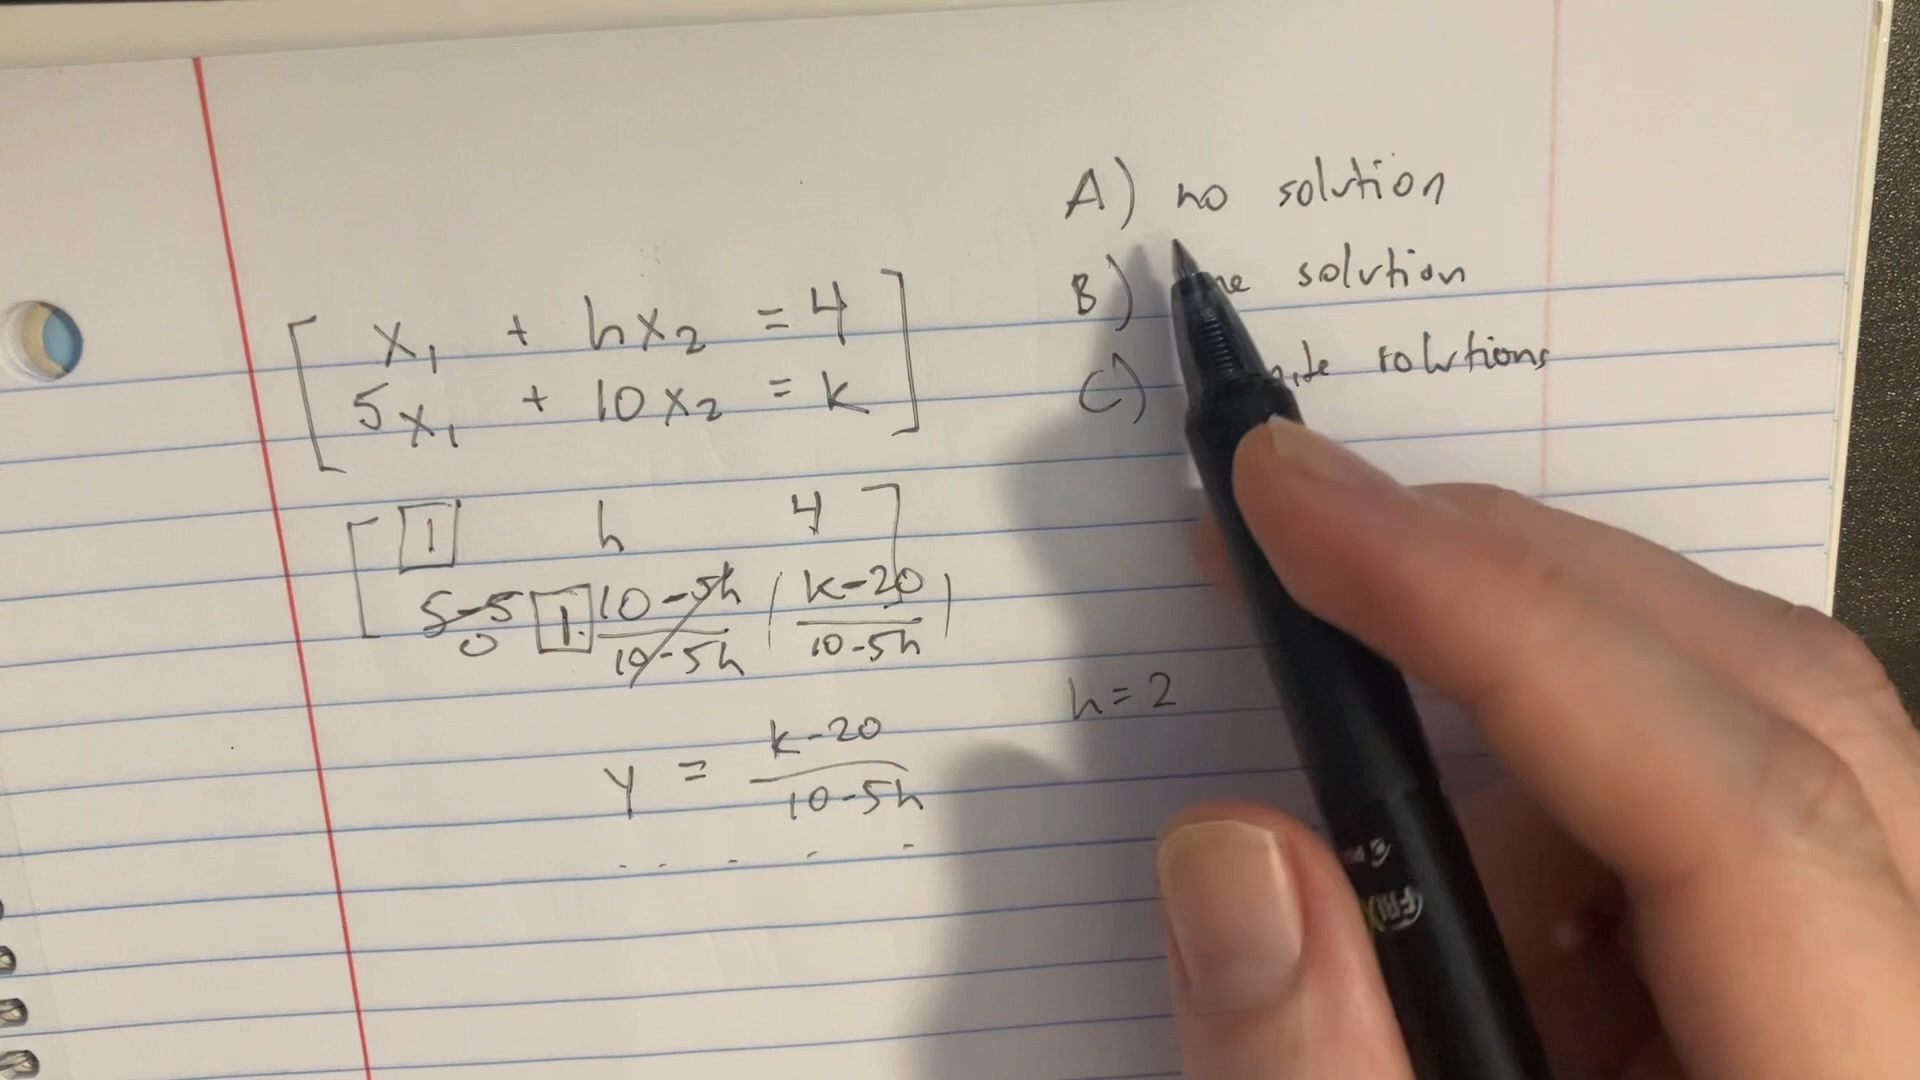 A) no solution
B) solution
C) solutions
x₁ + hx₂ = 4
5x₁ + 10x₂ = k
1 h 4
5-5 1 10-5h k-20
0 10-5h 10-5h
h=2
y = k-20
10-5h